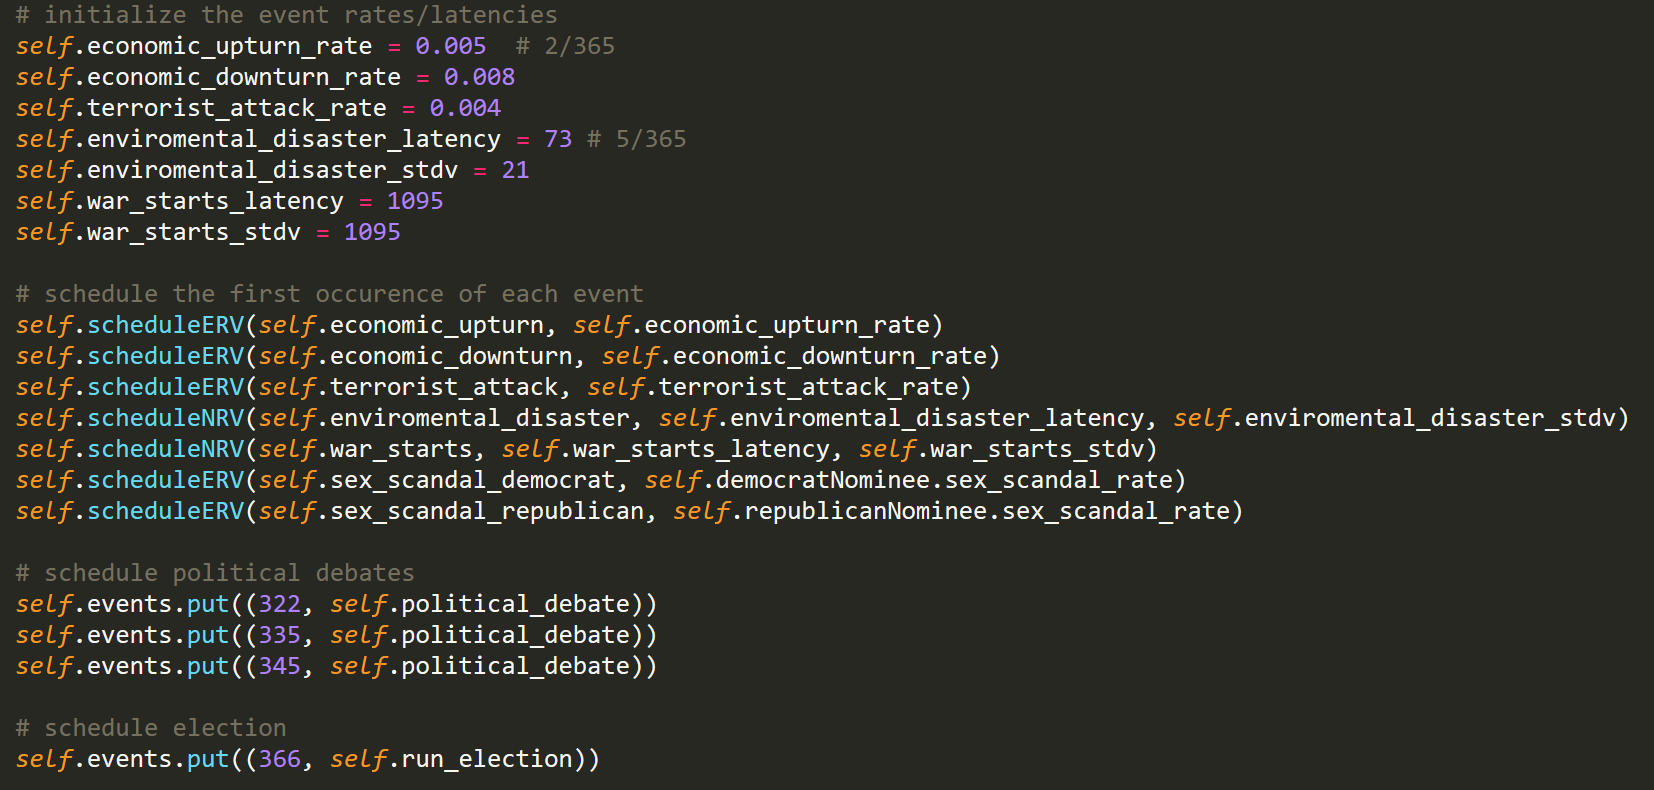 # initialize the event rates/latencies
self.economic_upturn_rate = 0.005  # 2/365
self.economic_downturn_rate = 0.008
self.terrorist_attack_rate = 0.004
self.enviromental_disaster_latency = 73 # 5/365
self.enviromental_disaster_stdv = 21
self.war_starts_latency = 1095
self.war_starts_stdv = 1095

# schedule the first occurence of each event
self.scheduleERV(self.economic_upturn, self.economic_upturn_rate)
self.scheduleERV(self.economic_downturn, self.economic_downturn_rate)
self.scheduleERV(self.terrorist_attack, self.terrorist_attack_rate)
self.scheduleNRV(self.enviromental_disaster, self.enviromental_disaster_latency, self.enviromental_disaster_stdv)
self.scheduleNRV(self.war_starts, self.war_starts_latency, self.war_starts_stdv)
self.scheduleERV(self.sex_scandal_democrat, self.democratNominee.sex_scandal_rate)
self.scheduleERV(self.sex_scandal_republican, self.republicanNominee.sex_scandal_rate)

# schedule political debates
self.events.put((322, self.political_debate))
self.events.put((335, self.political_debate))
self.events.put((345, self.political_debate))

# schedule election
self.events.put((366, self.run_election))